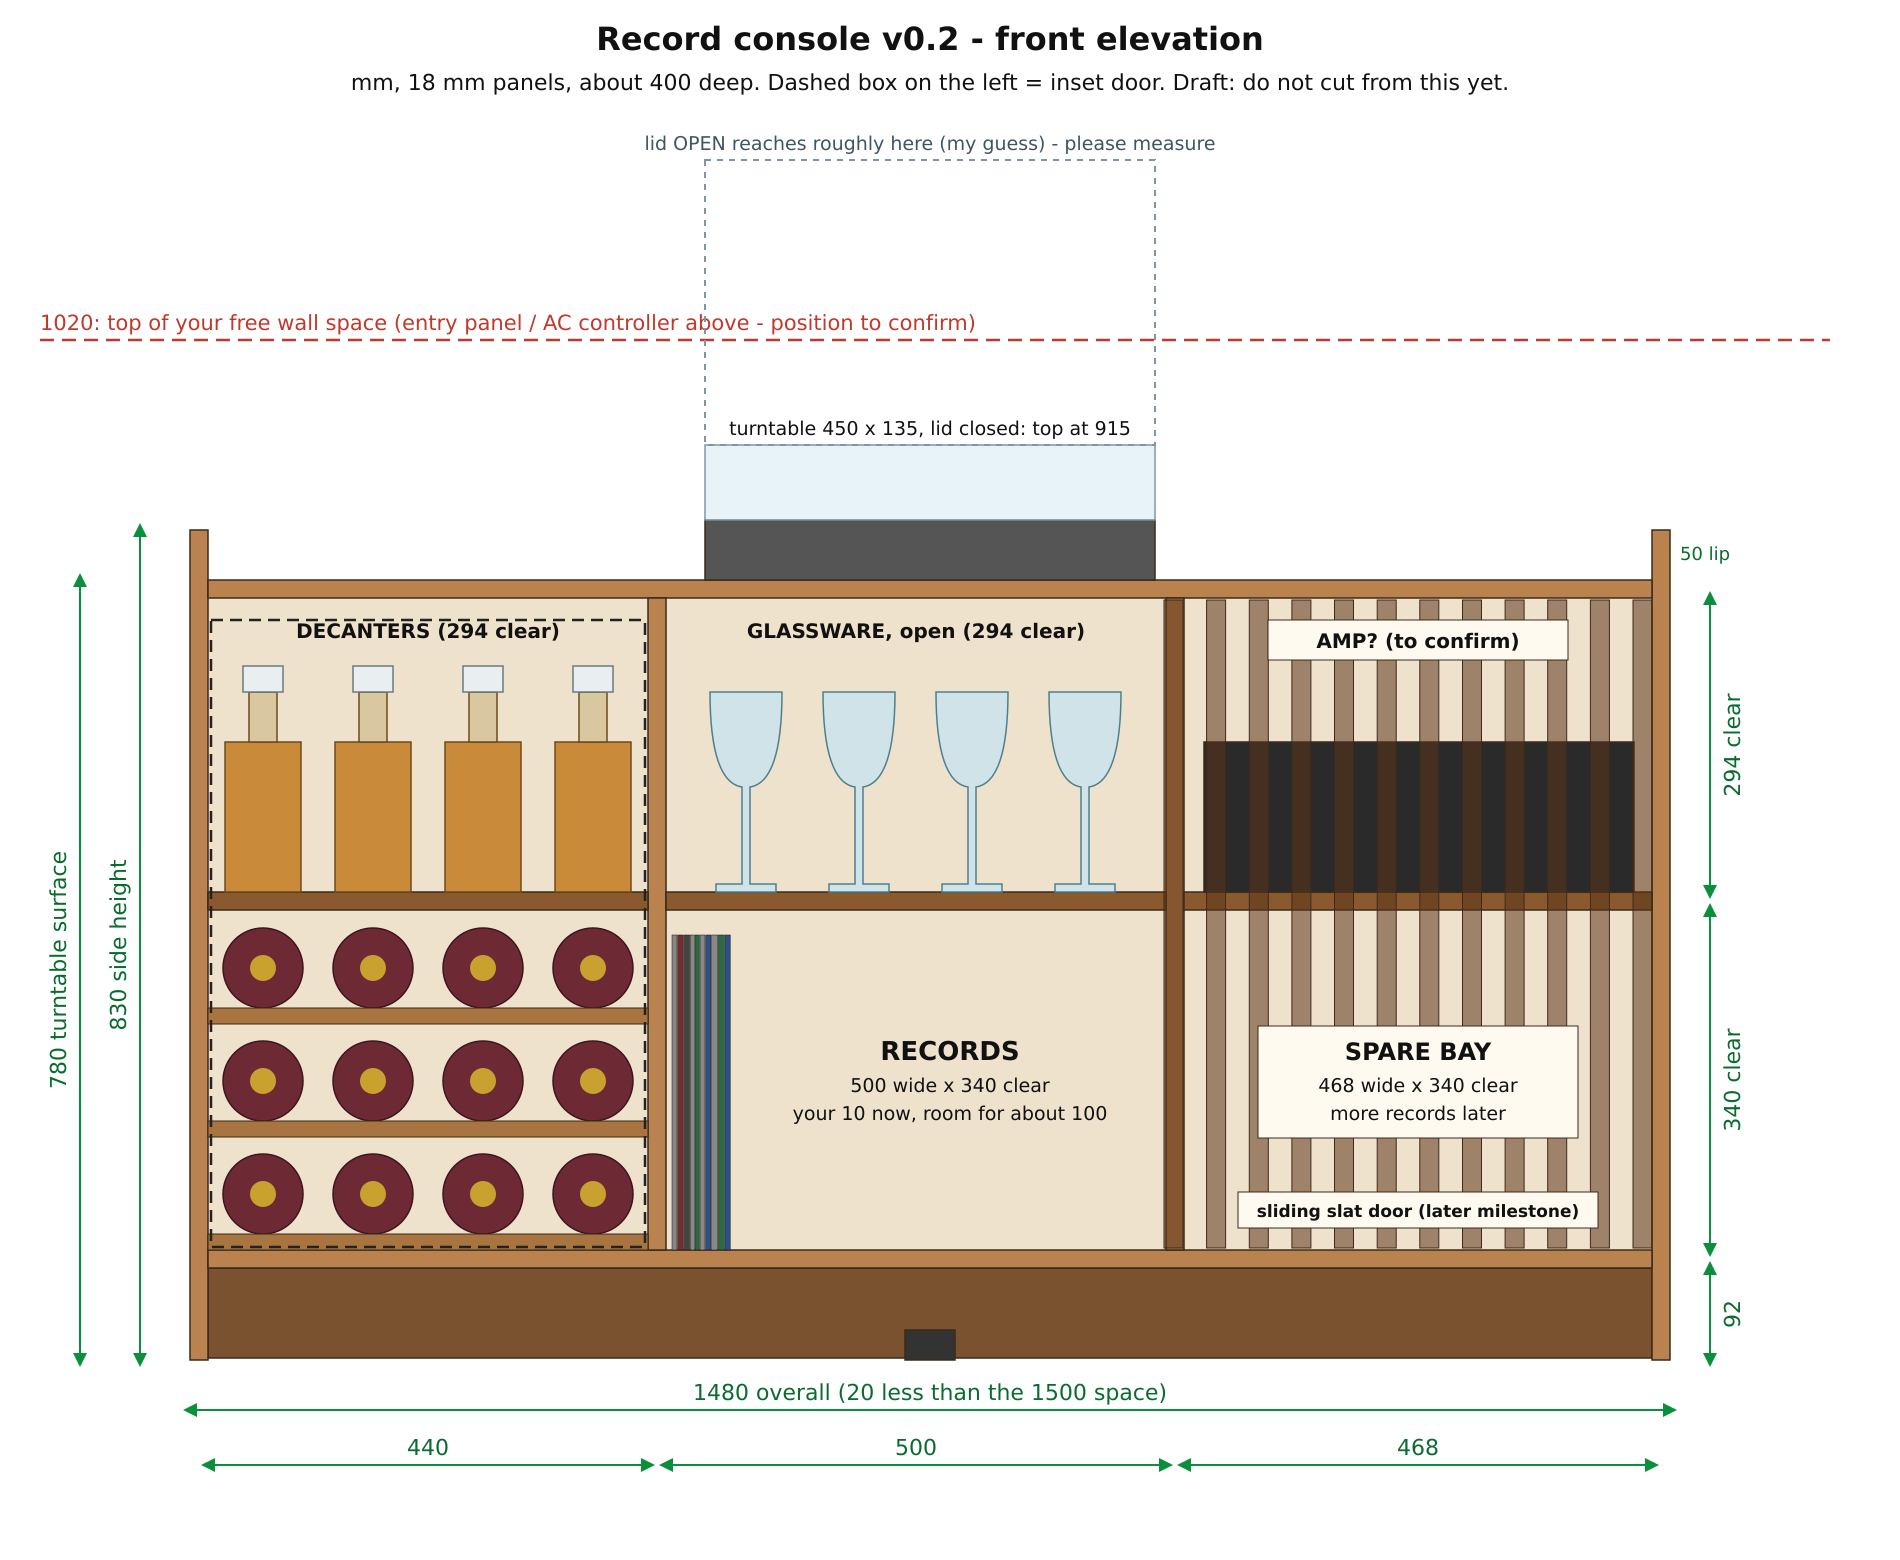 Record console v0.2 - front elevation
mm, 18 mm panels, about 400 deep. Dashed box on the left = inset door. Draft: do not cut from this yet.
lid OPEN reaches roughly here (my guess) - please measure
1020: top of your free wall space (entry panel / AC controller above - position to confirm)
turntable 450 x 135, lid closed: top at 915
50 lip
DECANTERS (294 clear)
GLASSWARE, open (294 clear)
AMP? (to confirm)
294 clear
780 turntable surface
830 side height
RECORDS
500 wide x 340 clear
your 10 now, room for about 100
SPARE BAY
468 wide x 340 clear
more records later
340 clear
sliding slat door (later milestone)
92
1480 overall (20 less than the 1500 space)
440
500
468